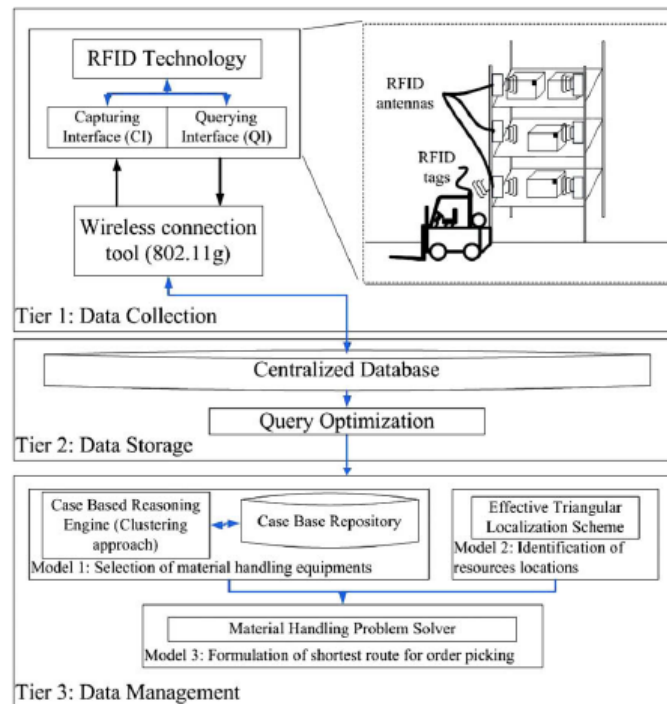 RFID Technology
Capturing
Interface (CI)
Querying
Interface (QI)
Wireless connection
tool (802.11g)
RFID
antennas
RFID
tags
Tier 1: Data Collection
Centralized Database
Query Optimization
Tier 2: Data Storage
Case Based Reasoning
Engine (Clustering
approach)
Case Base Repository
Model 1: Selection of material handling equipments
Effective Triangular
Localization Scheme
Model 2: Identification of
resources locations
Material Handling Problem Solver
Model 3: Formulation of shortest route for order picking
Tier 3: Data Management